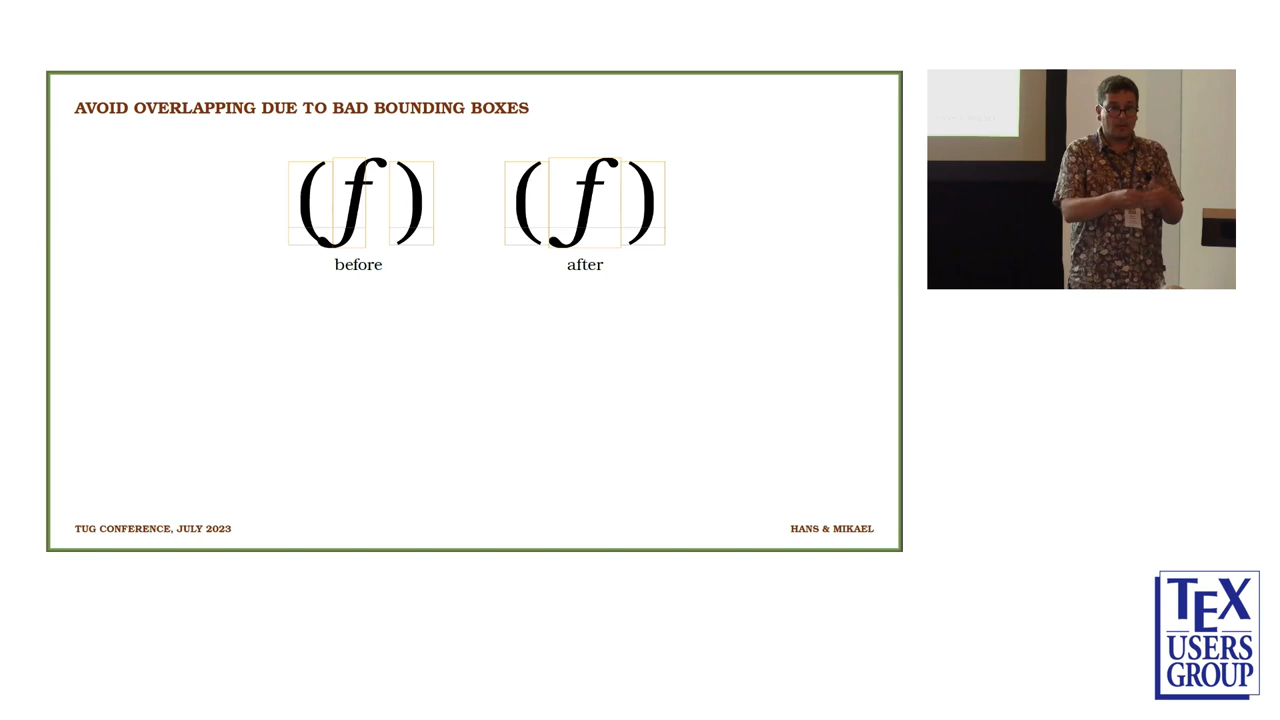 AVOID OVERLAPPING DUE TO BAD BOUNDING BOXES
(f) (f)
before after
TUG CONFERENCE, JULY 2023 HANS & MIKAEL
TEX
USERS
GROUP